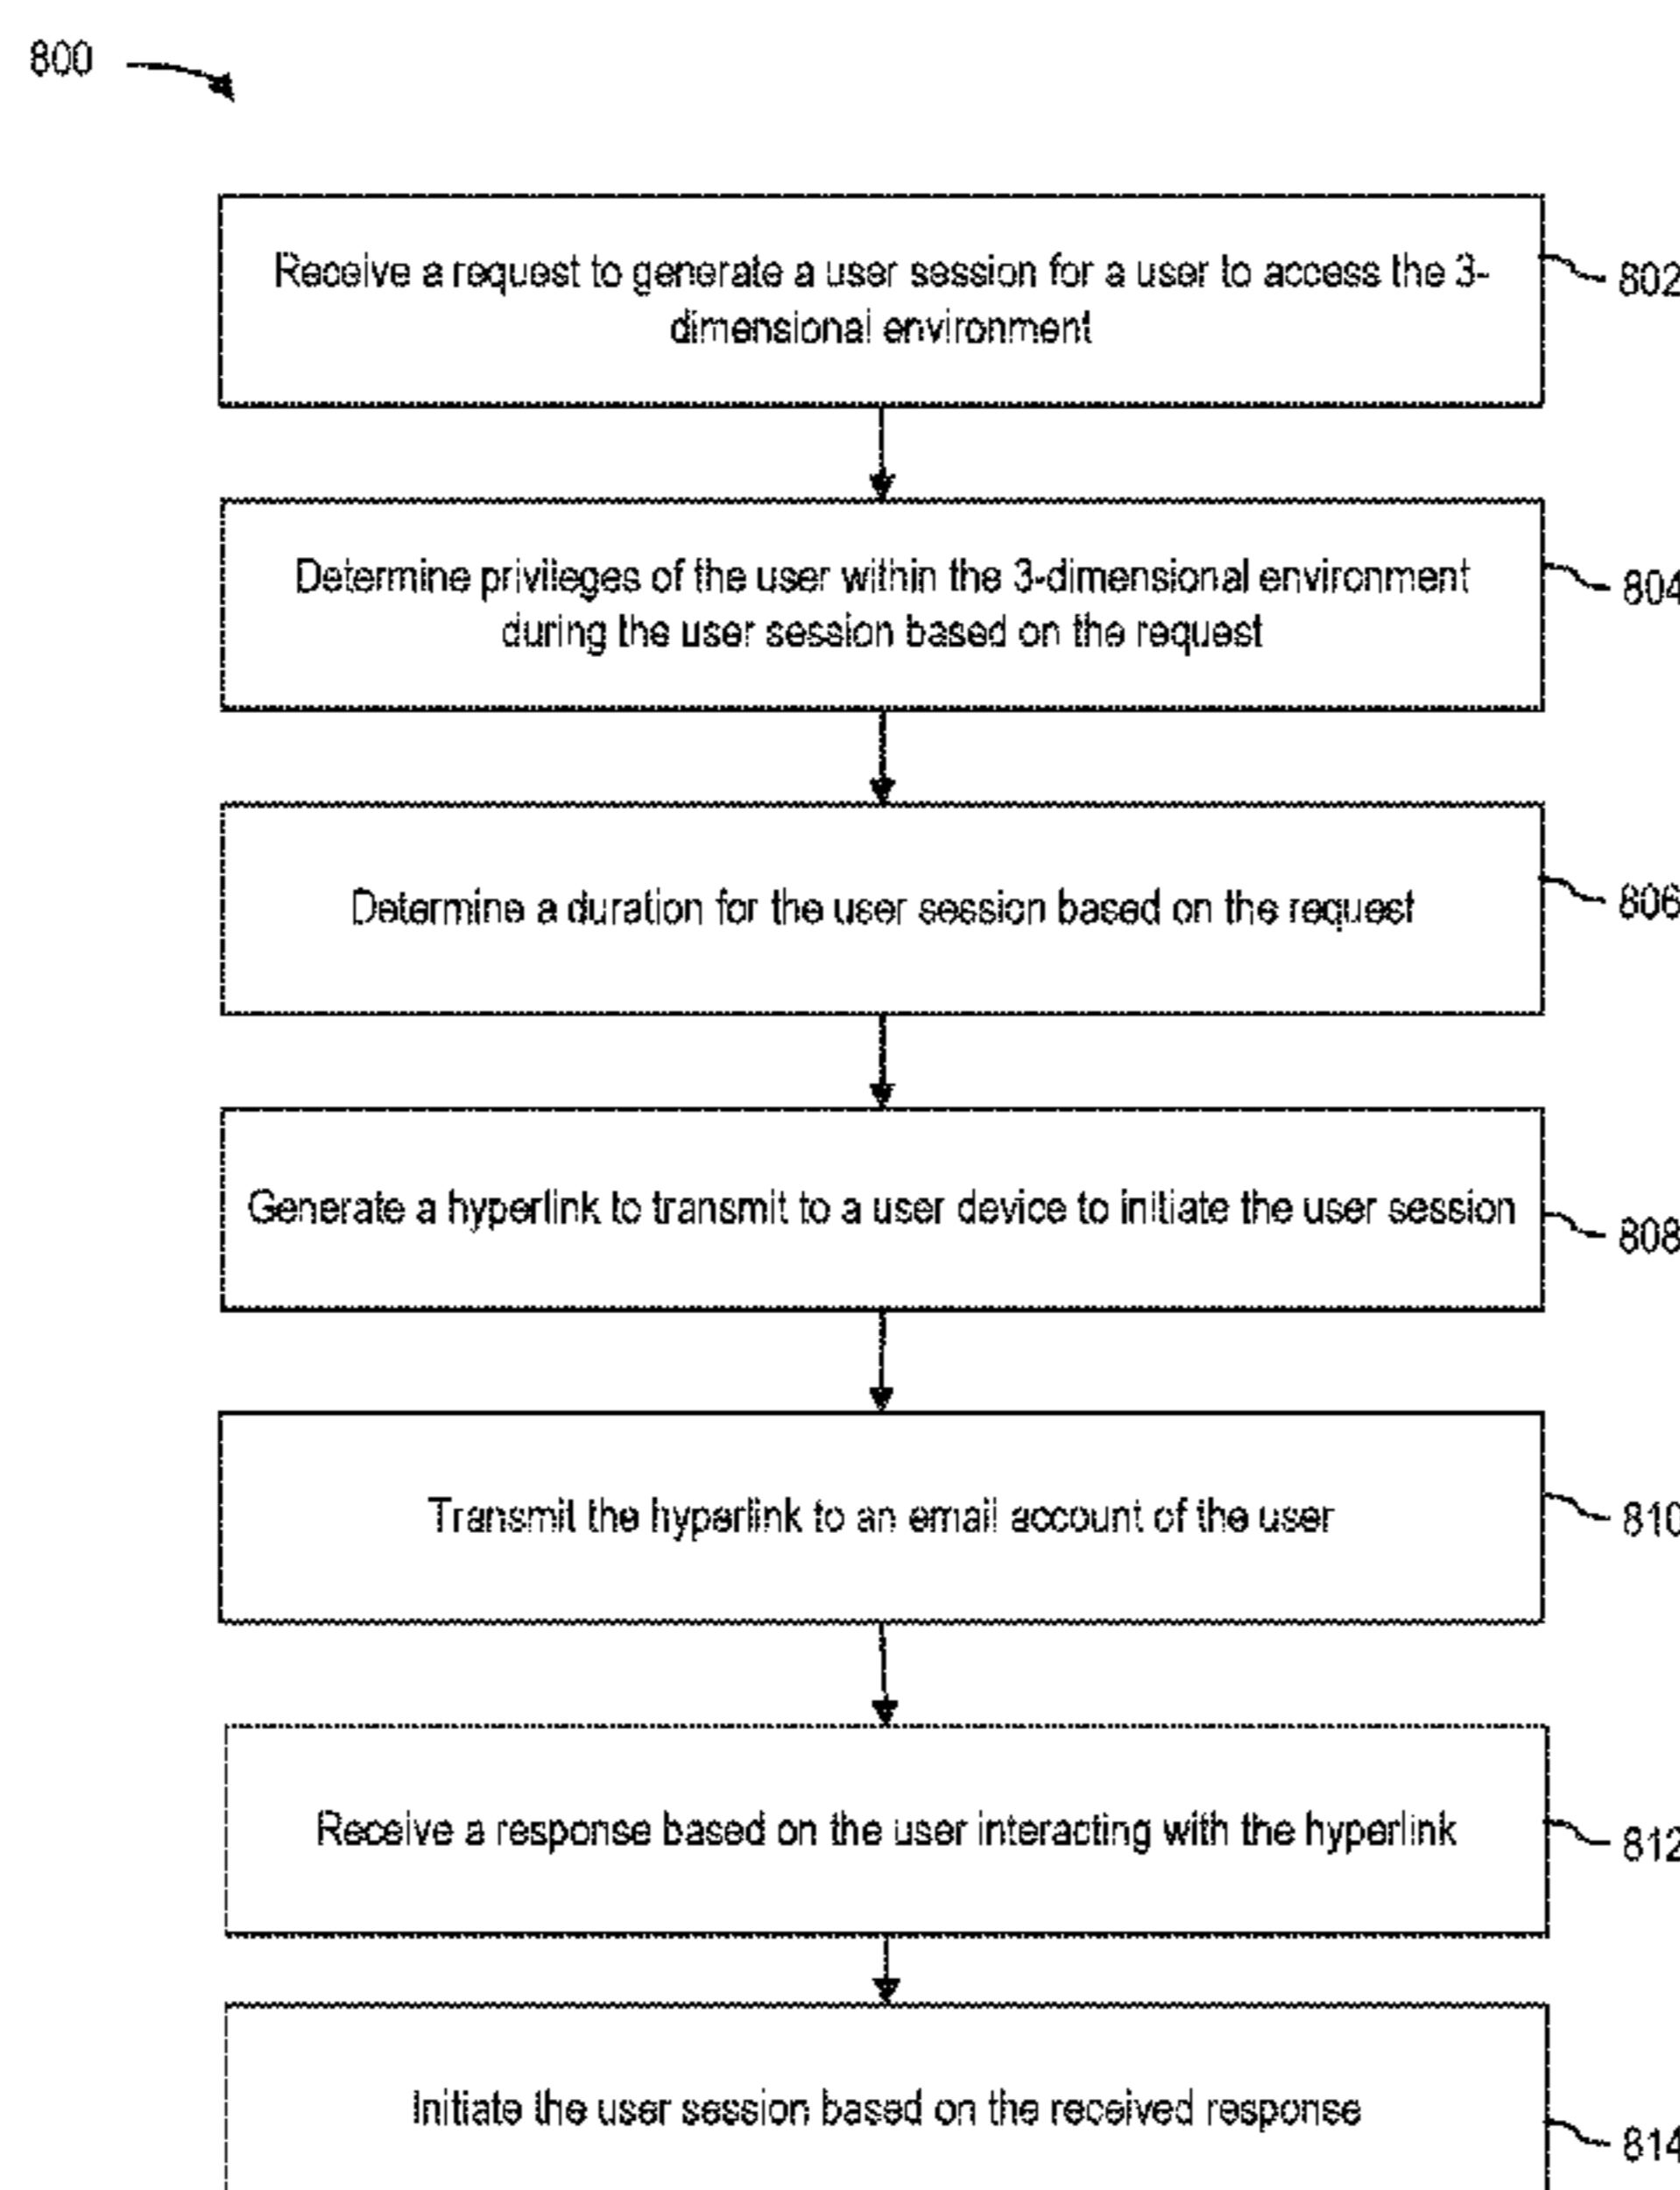 800
Receive a request to generate a user session for a user to access the 3-
dimensional environment
802
Determine privileges of the user within the 3-dimensional environment
during the user session based on the request
804
Determine a duration for the user session based on the request
806
Generate a hyperlink to transmit to a user device to initiate the user session
808
Transmit the hyperlink to an email account of the user
810
Receive a response based on the user interacting with the hyperlink
812
Initiate the user session based on the received response
814